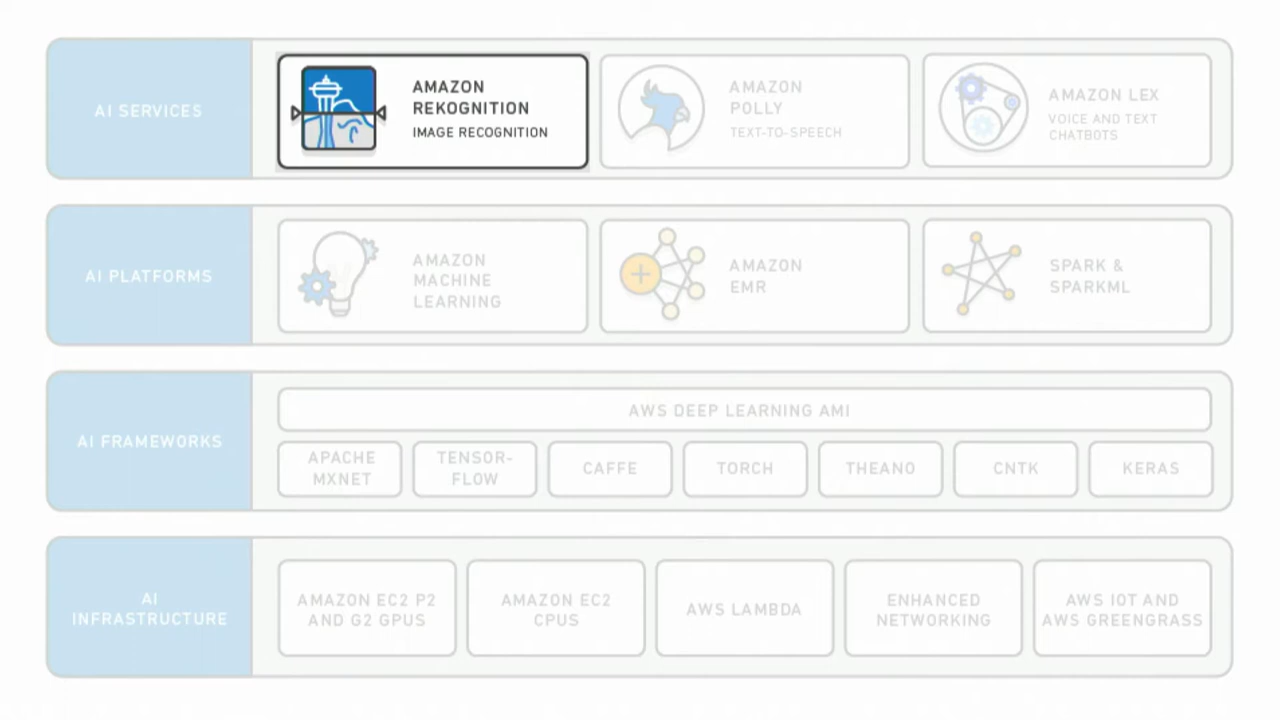 AI SERVICES
AMAZON
REKOGNITION
IMAGE RECOGNITION
AMAZON
POLLY
TEXT-TO-SPEECH
AMAZON LEX
VOICE AND TEXT
CHATBOTS
AI PLATFORMS
AMAZON
MACHINE
LEARNING
AMAZON
EMR
SPARK &
SPARKML
AI FRAMEWORKS
AWS DEEP LEARNING AMI
APACHE
MXNET
TENSOR-
FLOW
CAFFE
TORCH
THEANO
CNTK
KERAS
AI
INFRASTRUCTURE
AMAZON EC2 P2
AND G2 GPUS
AMAZON EC2
CPUS
AWS LAMBDA
ENHANCED
NETWORKING
AWS IOT AND
AWS GREENGRASS